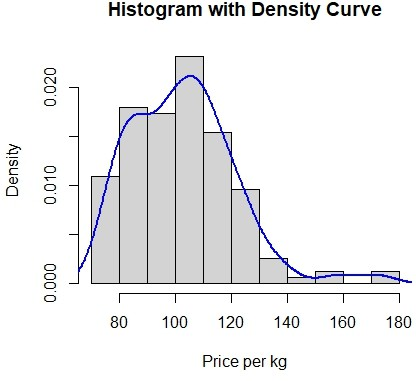 Histogram with Density Curve
0.020
0.010
0.000
Density
80 100 120 140 160 180
Price per kg